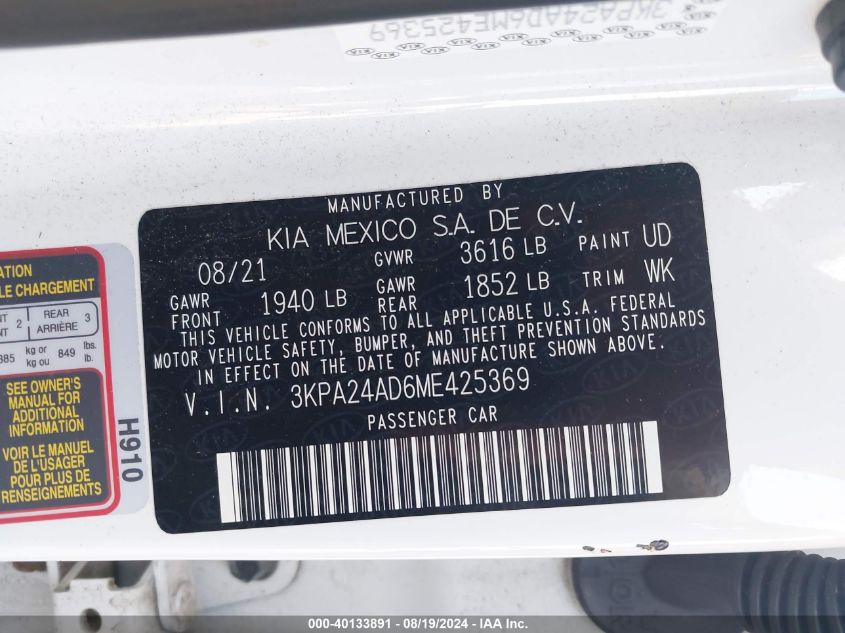 3KPA24AD6ME425369
MANUFACTURED BY
KIA MEXICO S.A. DE C.V.
08/21 GVWR 3616 LB PAINT UD
GAWR FRONT 1940 LB GAWR REAR 1852 LB TRIM WK
THIS VEHICLE CONFORMS TO ALL APPLICABLE U.S.A. FEDERAL
MOTOR VEHICLE SAFETY, BUMPER, AND THEFT PREVENTION STANDARDS
IN EFFECT ON THE DATE OF MANUFACTURE SHOWN ABOVE.
V.I.N. 3KPA24AD6ME425369
PASSENGER CAR
CHARGEMENT
2 REAR 3
ARRIÈRE
385 kg or 849 lbs.
kg ou lb.
SEE OWNER'S
MANUAL FOR
ADDITIONAL
INFORMATION
VOIR LE MANUEL
DE L'USAGER
POUR PLUS DE
RENSEIGNEMENTS
H910
000-40133891 - 08/19/2024 - IAA Inc.